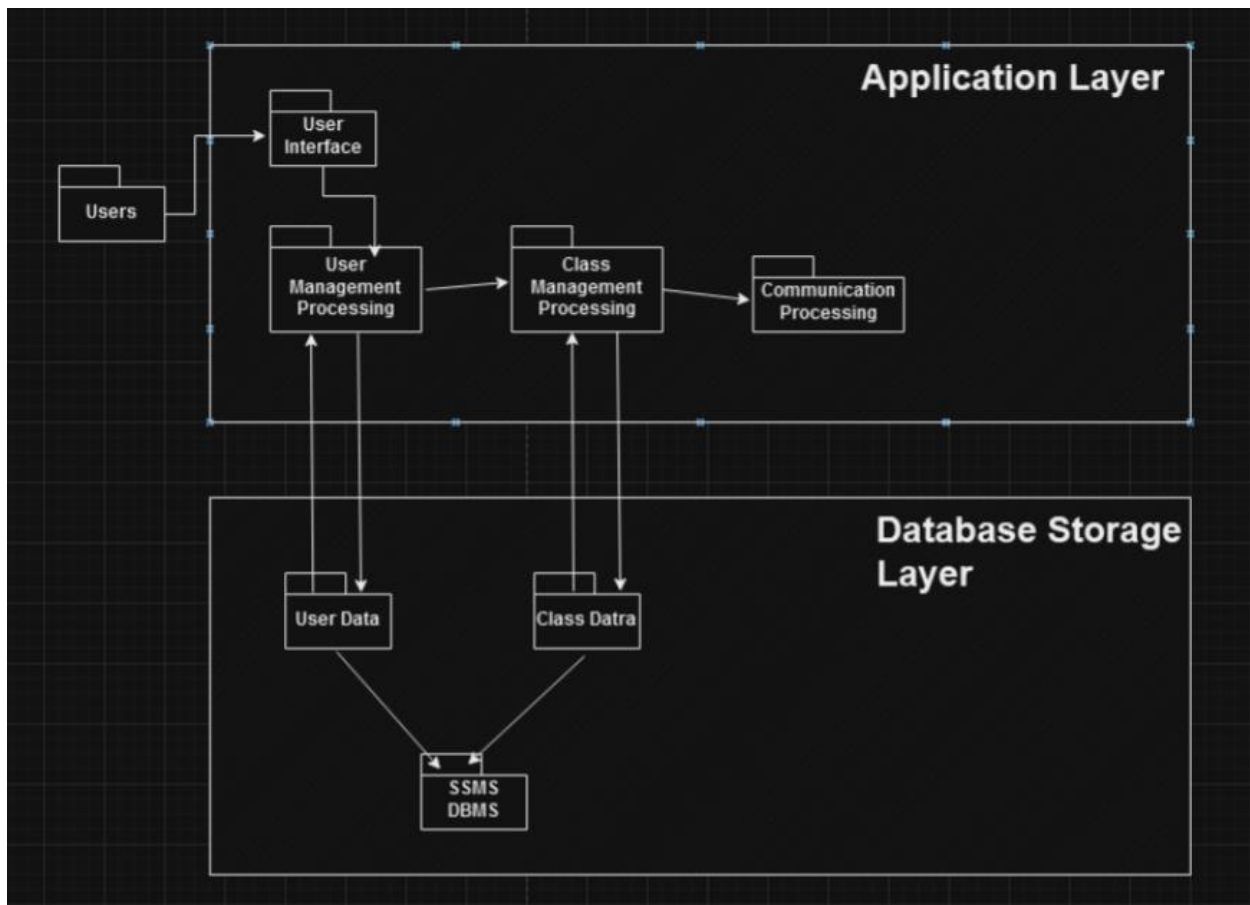 Application Layer
User
Interface
Users
User
Management
Processing
Class
Management
Processing
Communication
Processing
Database Storage
Layer
User Data
Class Datra
SSMS
DBMS